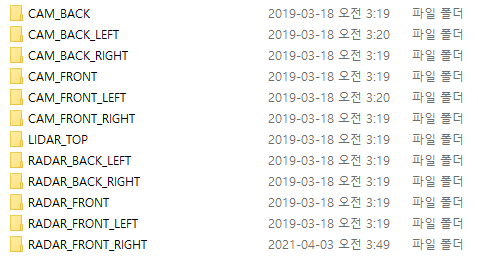 CAM_BACK 2019-03-18 오전 3:19 파일 폴더
CAM_BACK_LEFT 2019-03-18 오전 3:20 파일 폴더
CAM_BACK_RIGHT 2019-03-18 오전 3:19 파일 폴더
CAM_FRONT 2019-03-18 오전 3:19 파일 폴더
CAM_FRONT_LEFT 2019-03-18 오전 3:20 파일 폴더
CAM_FRONT_RIGHT 2019-03-18 오전 3:19 파일 폴더
LIDAR_TOP 2019-03-18 오전 3:19 파일 폴더
RADAR_BACK_LEFT 2019-03-18 오전 3:19 파일 폴더
RADAR_BACK_RIGHT 2019-03-18 오전 3:19 파일 폴더
RADAR_FRONT 2019-03-18 오전 3:19 파일 폴더
RADAR_FRONT_LEFT 2019-03-18 오전 3:19 파일 폴더
RADAR_FRONT_RIGHT 2021-04-03 오전 3:49 파일 폴더